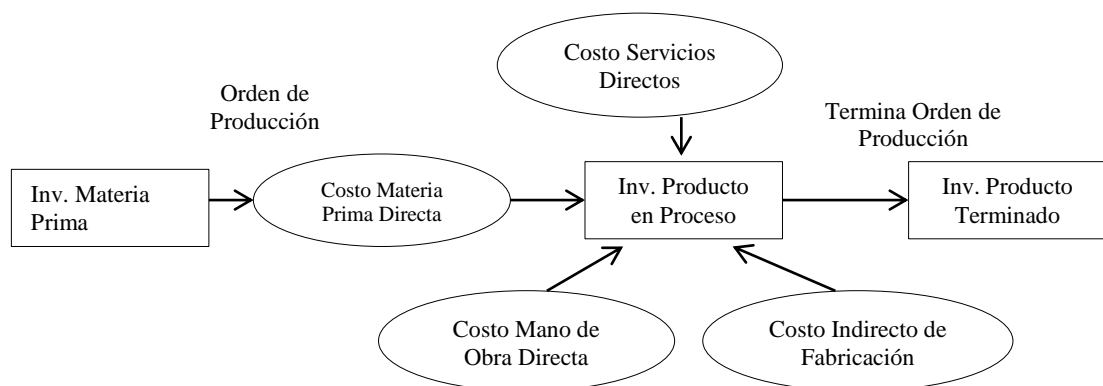 Costo Servicios
Directos
Orden de
Producción
Termina Orden de
Producción
Inv. Materia
Prima
Costo Materia
Prima Directa
Inv. Producto
en Proceso
Inv. Producto
Terminado
Costo Mano de
Obra Directa
Costo Indirecto de
Fabricación